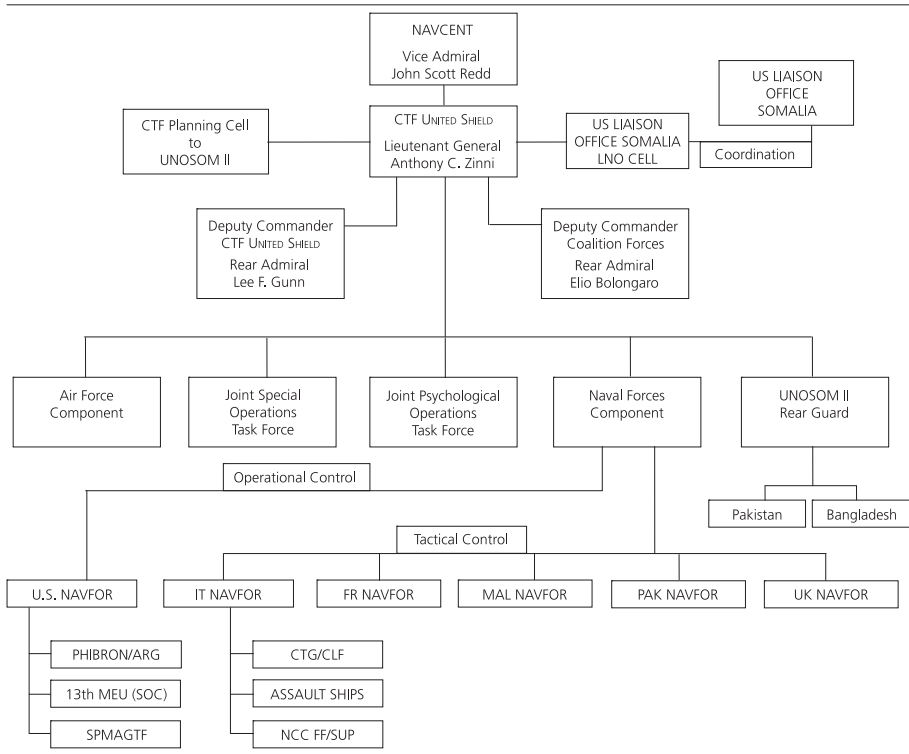 NAVCENT
Vice Admiral
John Scott Redd
US LIAISON
OFFICE
SOMALIA
CTF Planning Cell
to
UNOSOM II
CTF UNITED SHIELD
Lieutenant General
Anthony C. Zinni
US LIAISON
OFFICE SOMALIA
LNO CELL
Coordination
Deputy Commander
CTF UNITED SHIELD
Rear Admiral
Lee F. Gunn
Deputy Commander
Coalition Forces
Rear Admiral
Elio Bolongaro
Air Force
Component
Joint Special
Operations
Task Force
Joint Psychological
Operations
Task Force
Naval Forces
Component
UNOSOM II
Rear Guard
Operational Control
Pakistan
Bangladesh
Tactical Control
U.S. NAVFOR
IT NAVFOR
FR NAVFOR
MAL NAVFOR
PAK NAVFOR
UK NAVFOR
PHIBRON/ARG
13th MEU (SOC)
SPMAGTF
CTG/CLF
ASSAULT SHIPS
NCC FF/SUP